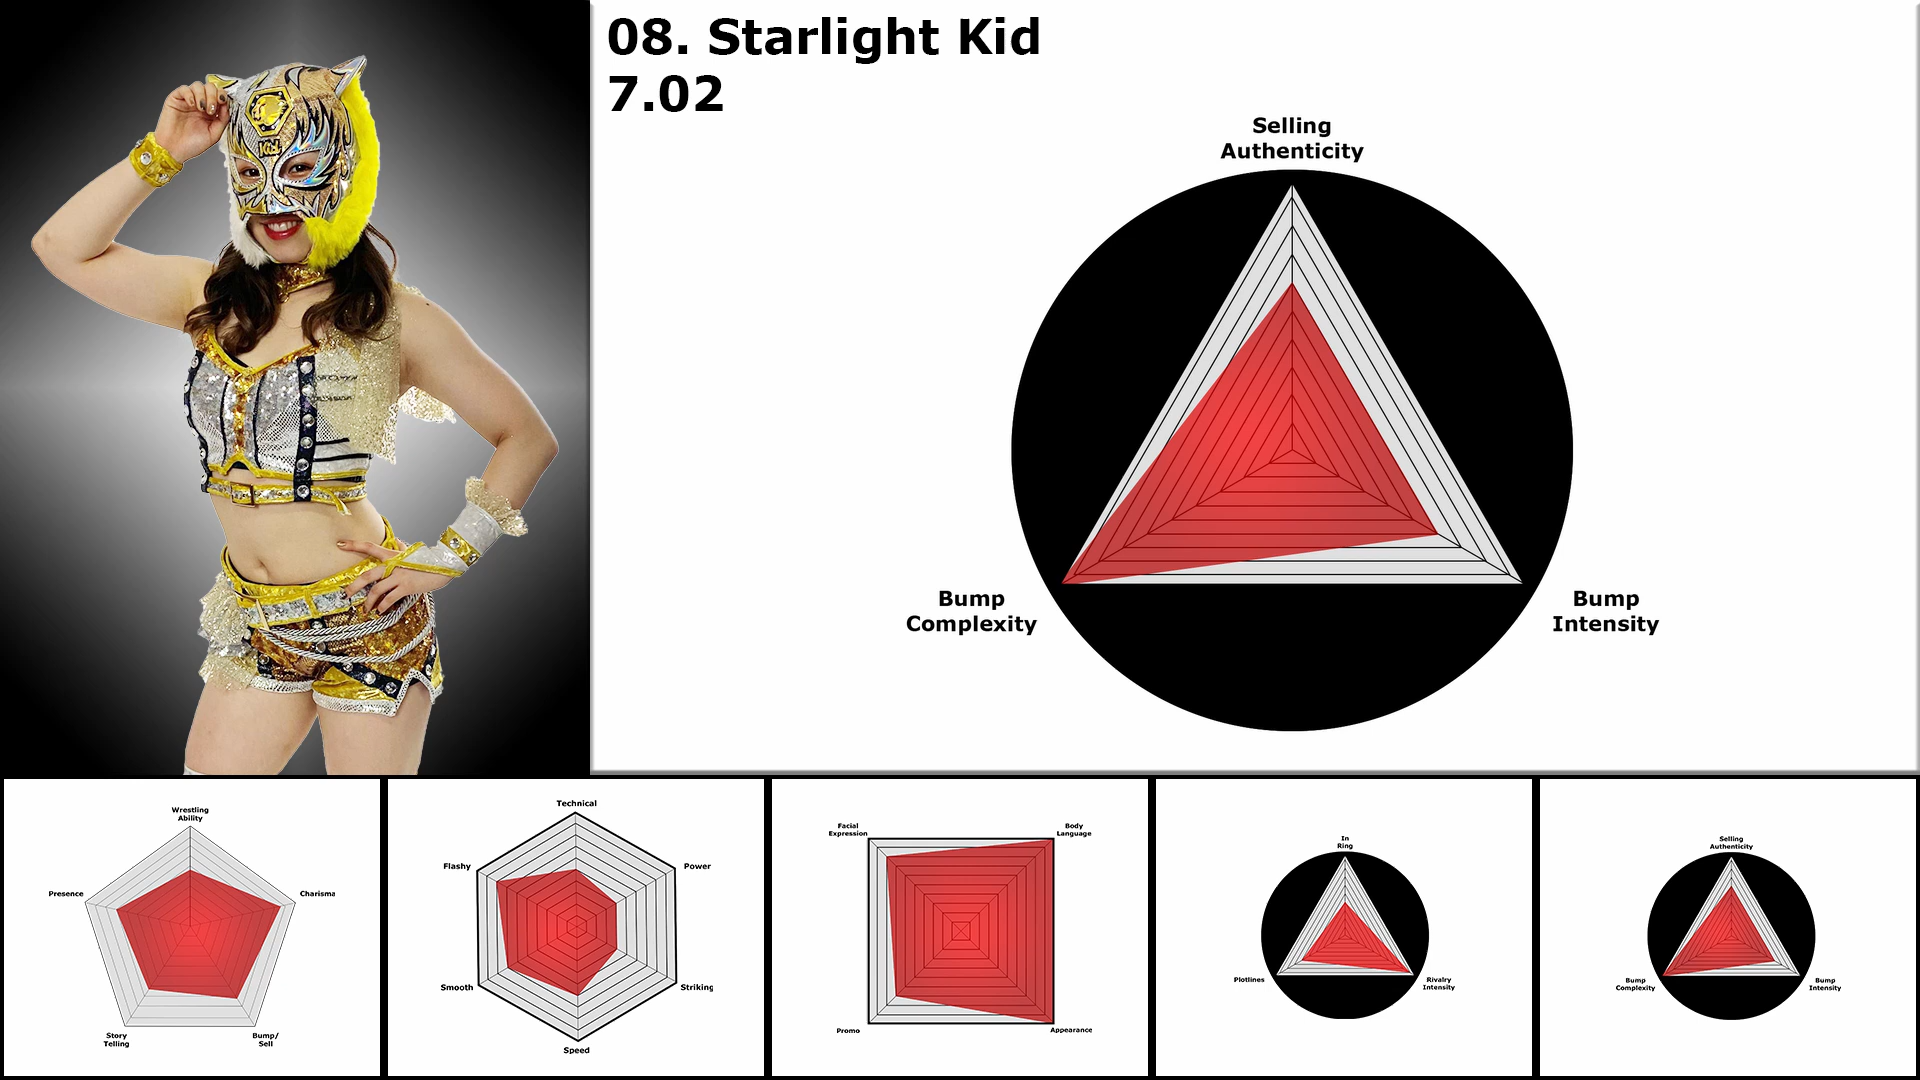 08. Starlight Kid
7.02
Selling
Authenticity
Bump
Complexity
Bump
Intensity
Kid
Wrestling
Ability
Presence
Charisma
Story
Telling
Bump/
Sell
Technical
Flashy
Power
Smooth
Striking
Speed
Facial
Expression
Body
Language
Promo
Appearance
In
Ring
Plotlines
Rivalry
Intensity
Selling
Authenticity
Bump
Complexity
Bump
Intensity